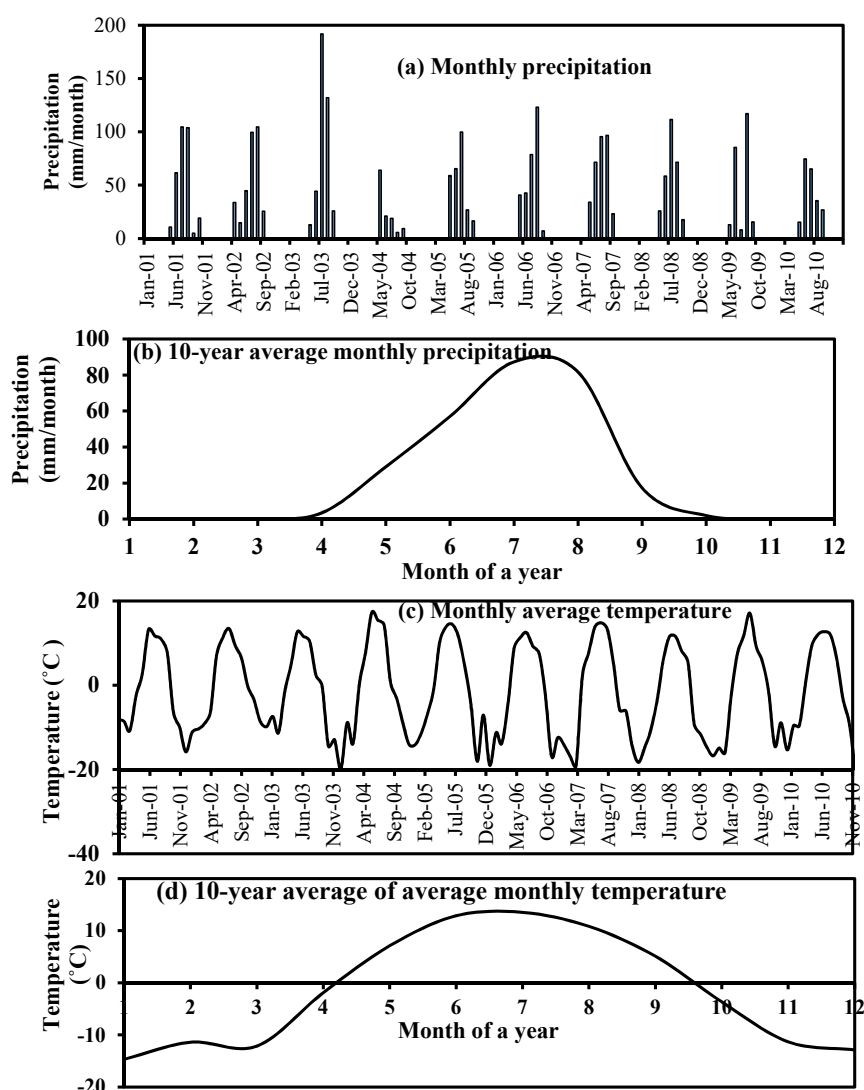 200
150
100
50
0
Precipitation
(mm/month)
(a) Monthly precipitation
Jan-01
Jun-01
Nov-01
Apr-02
Sep-02
Feb-03
Jul-03
Dec-03
May-04
Oct-04
Mar-05
Aug-05
Jan-06
Jun-06
Nov-06
Apr-07
Sep-07
Feb-08
Jul-08
Dec-08
May-09
Oct-09
Mar-10
Aug-10
100
80
60
40
20
0
Precipitation
(mm/month)
(b) 10-year average monthly precipitation
1 2 3 4 5 6 7 8 9 10 11 12
Month of a year
20
0
-20
-40
Temperature (˚C)
(c) Monthly average temperature
Jan-01
Jun-01
Nov-01
Apr-02
Sep-02
Jan-03
Jun-03
Nov-03
Apr-04
Sep-04
Feb-05
Jul-05
Dec-05
May-06
Oct-06
Mar-07
Aug-07
Jan-08
Jun-08
Oct-08
Mar-09
Aug-09
Jan-10
Jun-10
Nov-10
20
10
0
-10
-20
Temperature
(˚C)
(d) 10-year average of average monthly temperature
1 2 3 4 5 6 7 8 9 10 11 12
Month of a year